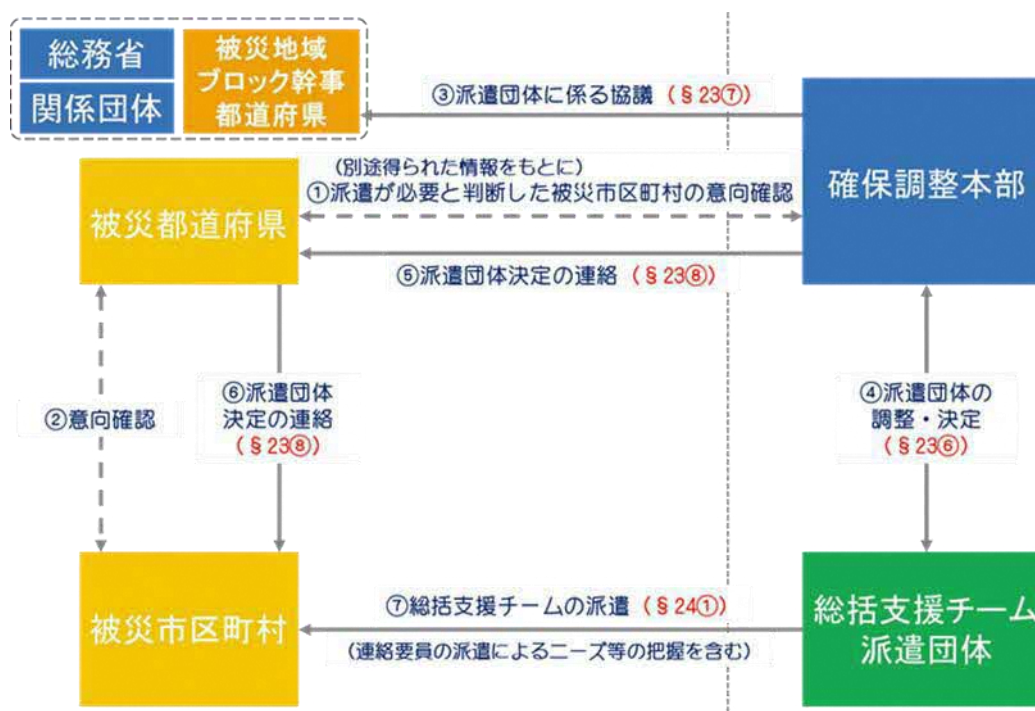 総務省
関係団体
被災地域
ブロック幹事
都道府県
③派遣団体に係る協議（§23⑦）
（別途得られた情報をもとに）
①派遣が必要と判断した被災市区町村の意向確認
被災都道府県
確保調整本部
⑤派遣団体決定の連絡（§23⑧）
②意向確認
⑥派遣団体
決定の連絡
（§23⑧）
④派遣団体の
調整・決定
（§23⑥）
被災市区町村
⑦総括支援チームの派遣（§24①）
（連絡要員の派遣によるニーズ等の把握を含む）
総括支援チーム
派遣団体